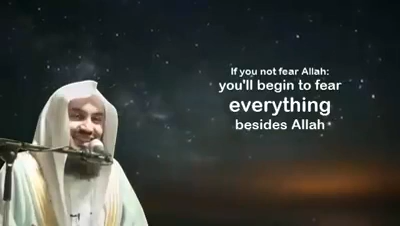 If you not fear Allah:
you'll begin to fear
everything
besides Allah